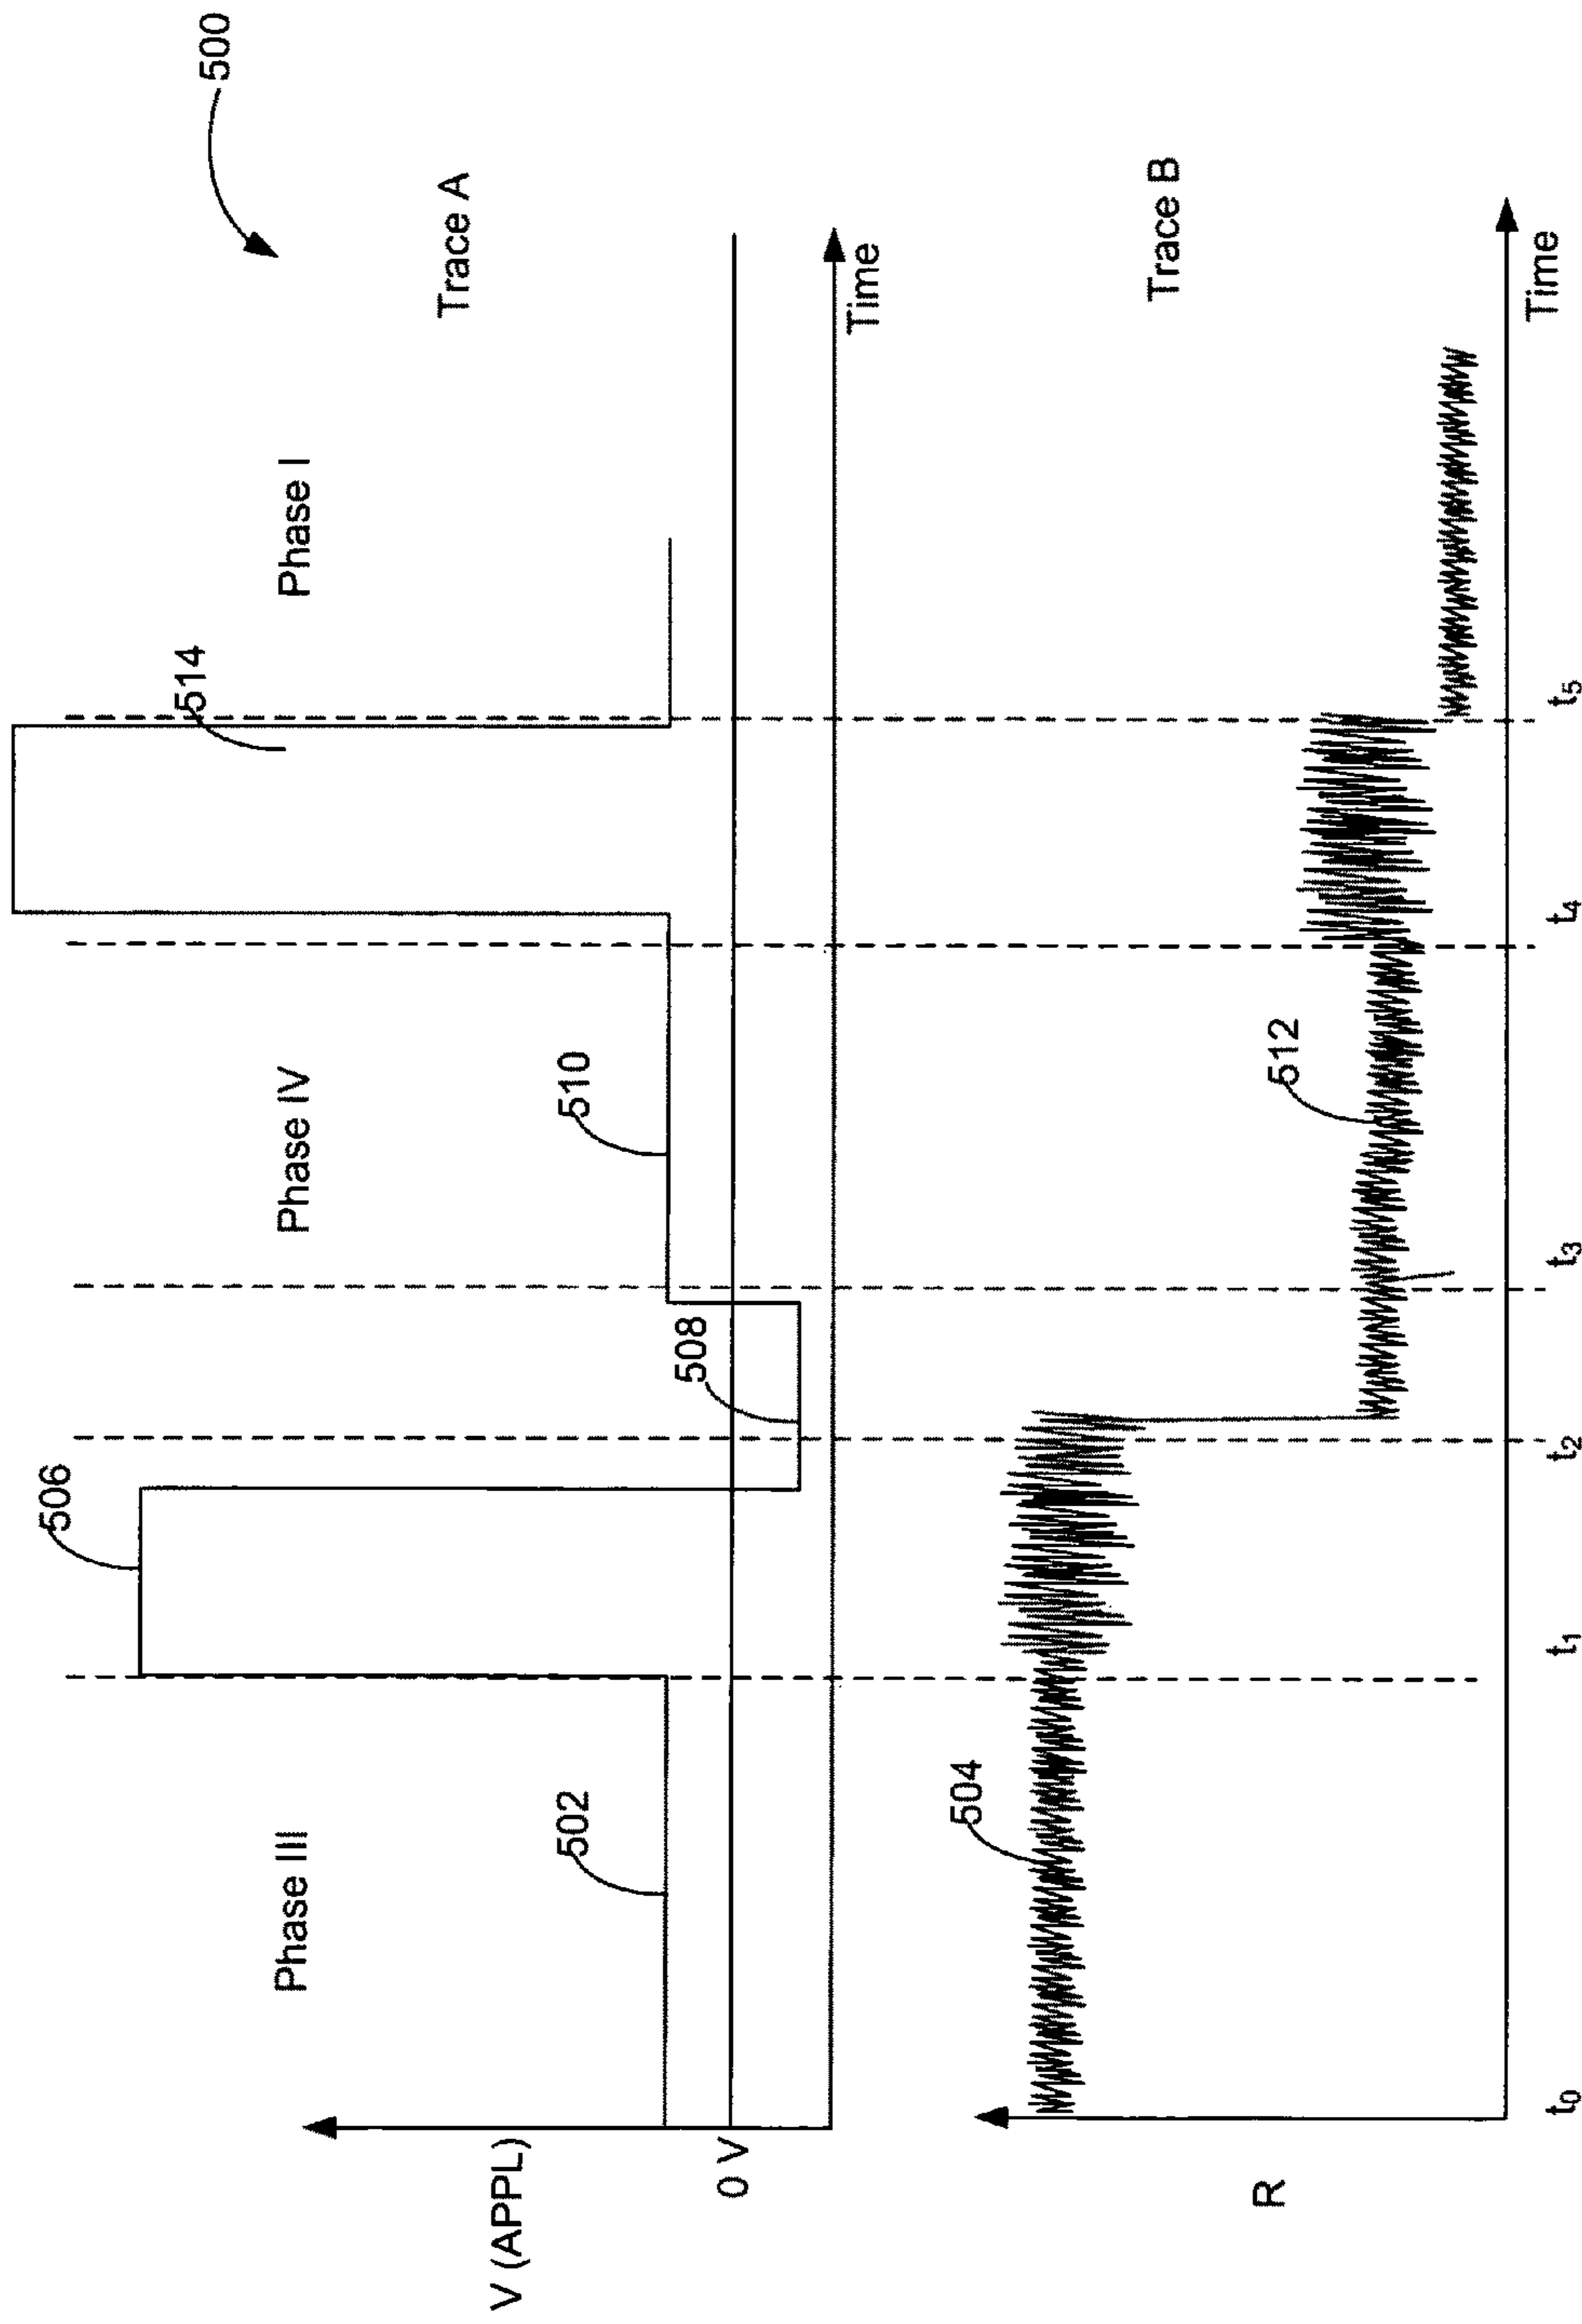 500
514
506
Phase III
Phase IV
Phase I
Trace A
V (APPL)
502
510
508
0 V
Time
504
Trace B
512
R
Time
t0
t1
t2
t3
t4
t5